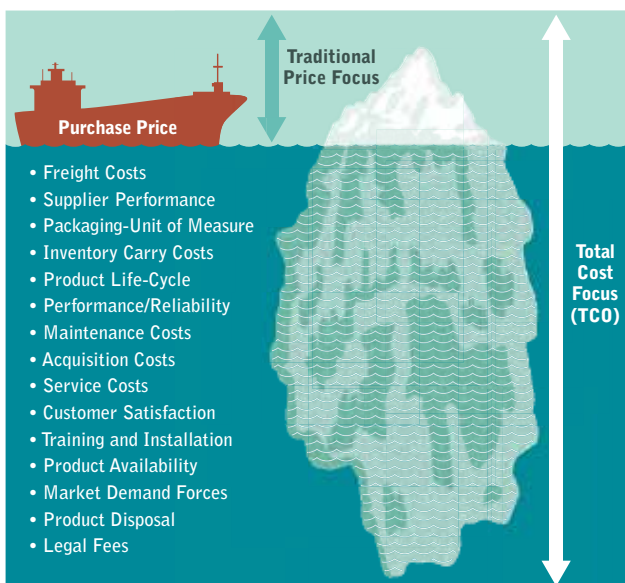 Traditional
Price Focus
Purchase Price
• Freight Costs
• Supplier Performance
• Packaging-Unit of Measure
• Inventory Carry Costs
• Product Life-Cycle
• Performance/Reliability
• Maintenance Costs
• Acquisition Costs
• Service Costs
• Customer Satisfaction
• Training and Installation
• Product Availability
• Market Demand Forces
• Product Disposal
• Legal Fees
Total
Cost
Focus
(TCO)